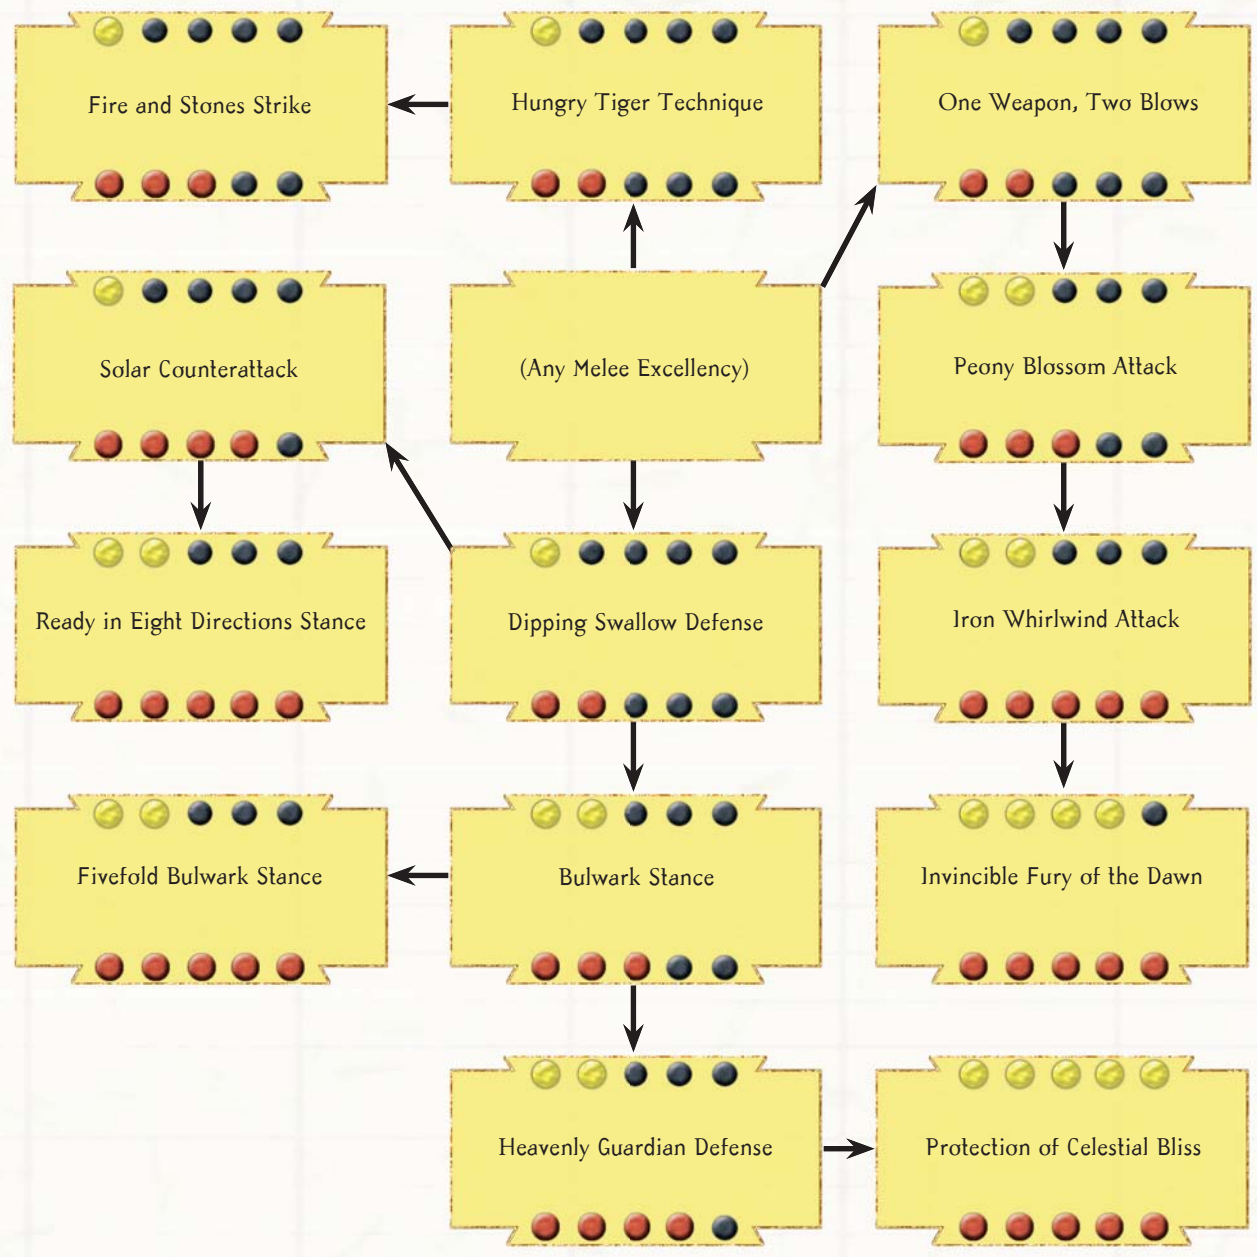 Fire and Stones Strike
Hungry Tiger Technique
One Weapon, Two Blows
Solar Counterattack
(Any Melee Excellency)
Peony Blossom Attack
Ready in Eight Directions Stance
Dipping Swallow Defense
Iron Whirlwind Attack
Fivefold Bulwark Stance
Bulwark Stance
Invincible Fury of the Dawn
Heavenly Guardian Defense
Protection of Celestial Bliss